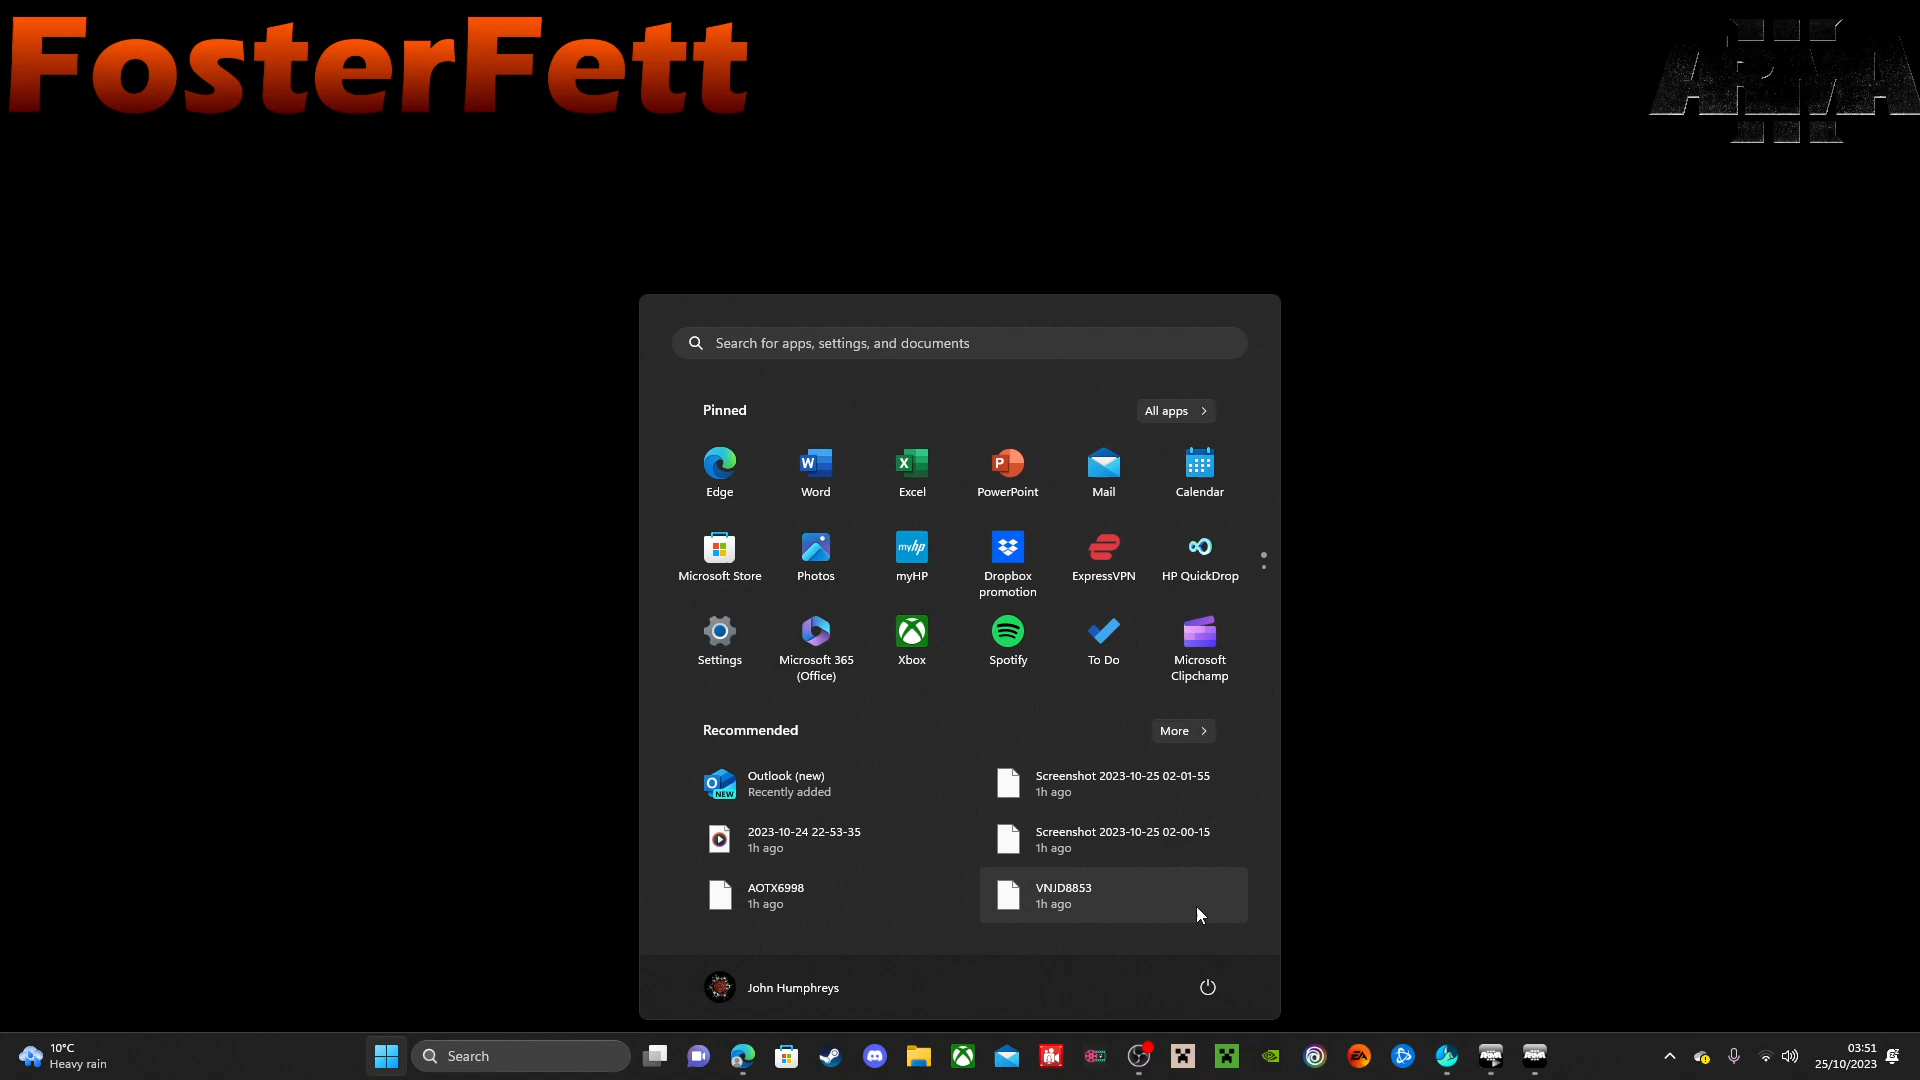 FosterFett
ARMA
III
Search for apps, settings, and documents
Pinned
All apps
Edge
Word
Excel
PowerPoint
Mail
Calendar
Microsoft Store
Photos
myHP
Dropbox
promotion
ExpressVPN
HP QuickDrop
Settings
Microsoft 365
(Office)
Xbox
Spotify
To Do
Microsoft
Clipchamp
Recommended
More
Outlook (new)
Recently added
Screenshot 2023-10-25 02-01-55
1h ago
2023-10-24 22-53-35
1h ago
Screenshot 2023-10-25 02-00-15
1h ago
AOTX6998
1h ago
VNJD8853
1h ago
John Humphreys
10°C
Heavy rain
Search
03:51
25/10/2023